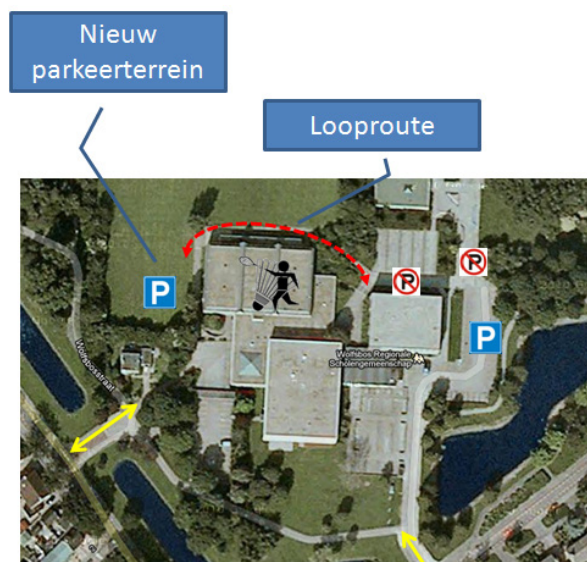 Nieuw
parkeerterrein
Looproute
P
P
P
P
Wolfsbos Regionale
Scholengemeenschap
Wolfsbosstraat